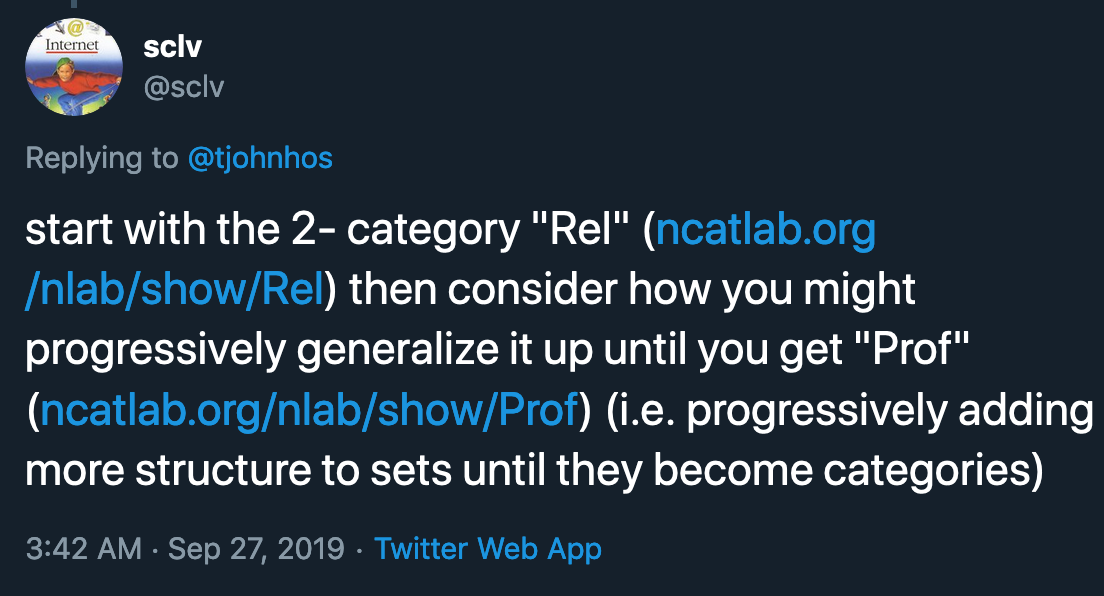 @
Internet
sclv
@sclv
Replying to @tjohnhos
start with the 2- category "Rel" (ncatlab.org
/nlab/show/Rel) then consider how you might
progressively generalize it up until you get "Prof"
(ncatlab.org/nlab/show/Prof) (i.e. progressively adding
more structure to sets until they become categories)
3:42 AM · Sep 27, 2019 · Twitter Web App